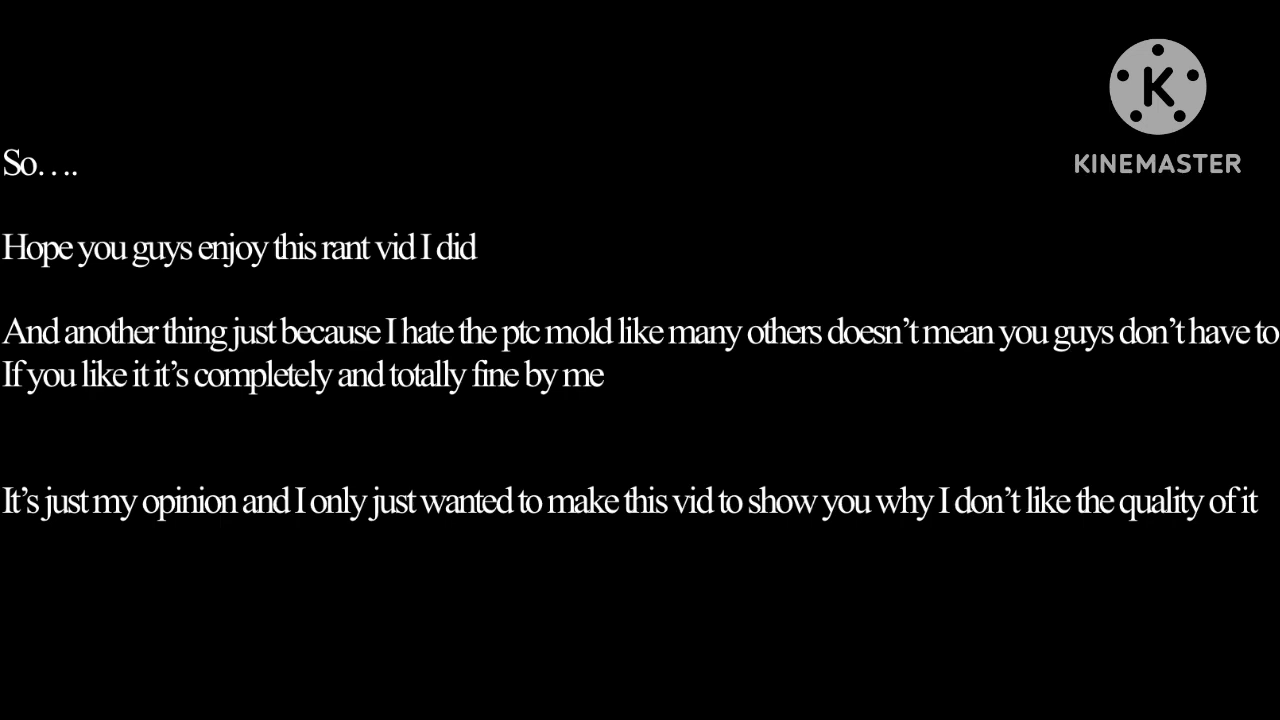 K
KINEMASTER
So….
Hope you guys enjoy this rant vid I did
And another thing just because I hate the ptc mold like many others doesn’t mean you guys don’t have to
If you like it it’s completely and totally fine by me
It’s just my opinion and I only just wanted to make this vid to show you why I don’t like the quality of it